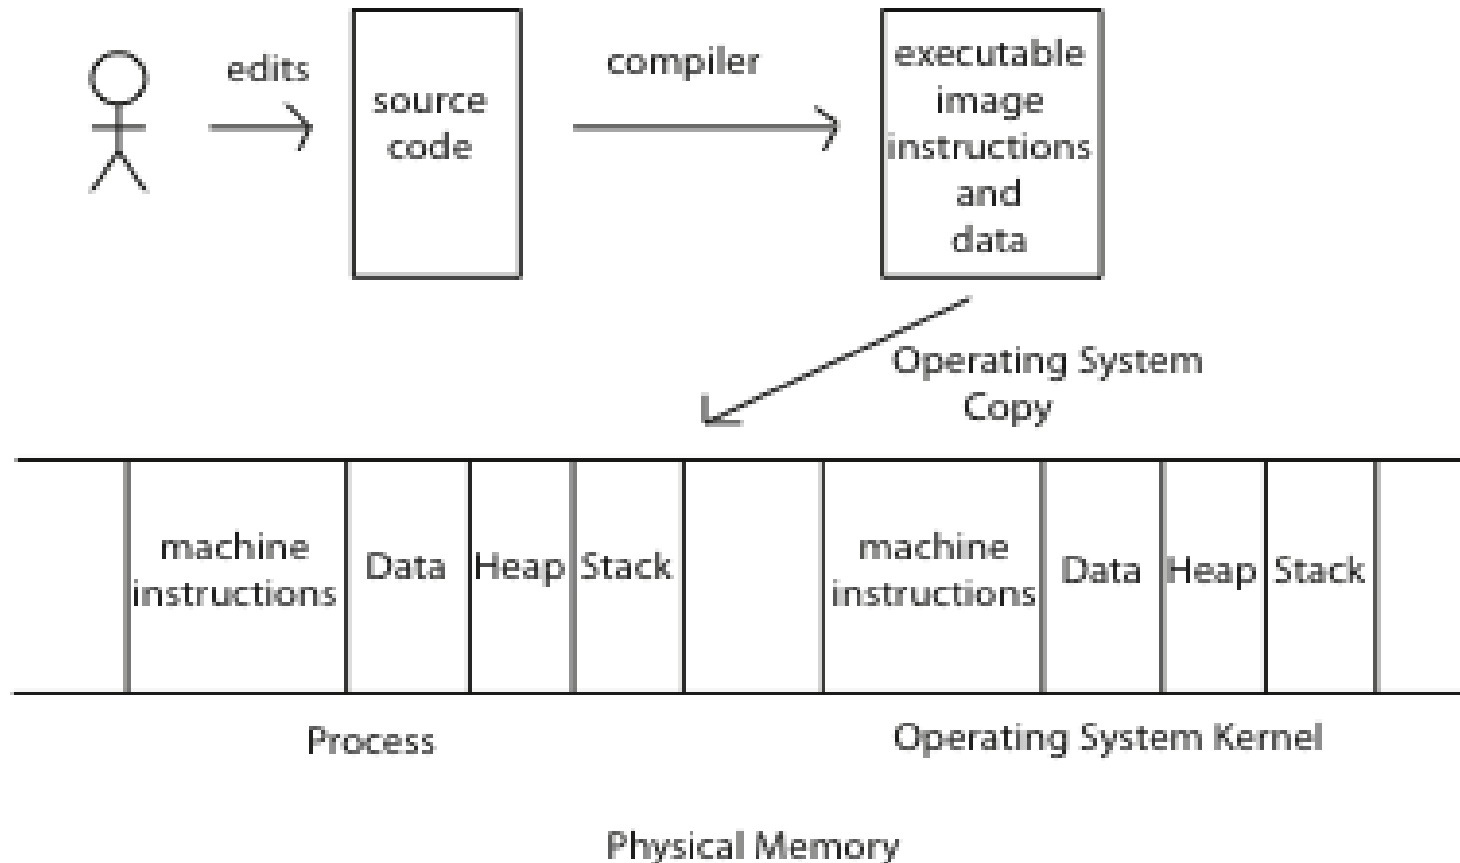 edits
source
code
compiler
executable
image
instructions
and
data
Operating System
Copy
machine
instructions
Data
Heap
Stack
machine
instructions
Data
Heap
Stack
Process
Operating System Kernel
Physical Memory